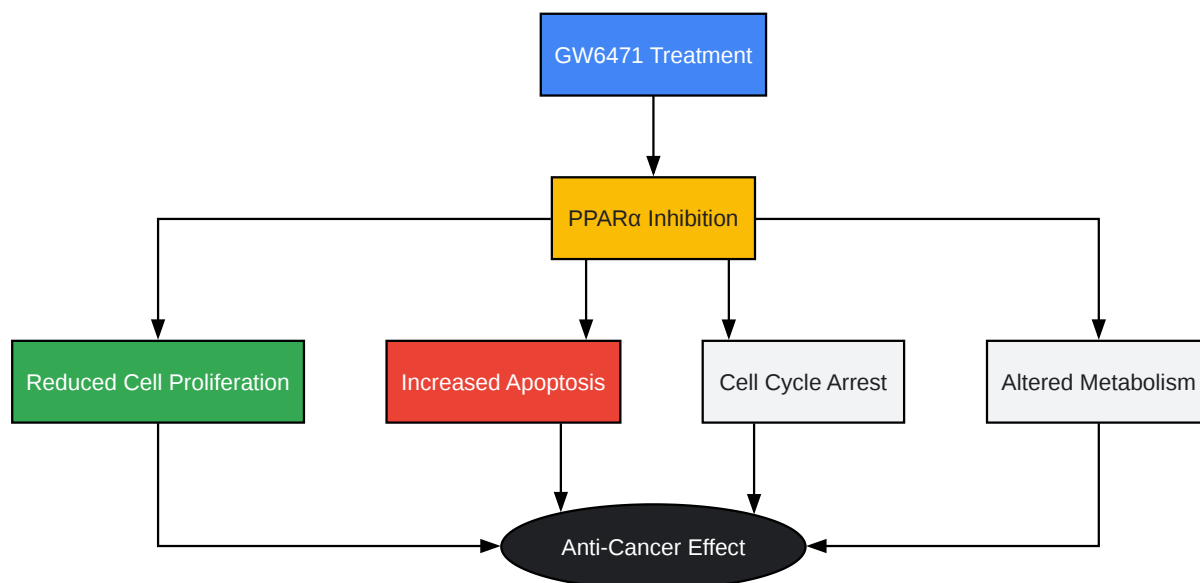 GW6471 Treatment
PPARα Inhibition
Reduced Cell Proliferation
Increased Apoptosis
Cell Cycle Arrest
Altered Metabolism
Anti-Cancer Effect